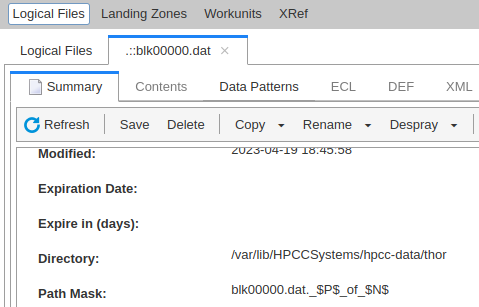 Logical Files Landing Zones Workunits XRef
Logical Files .::blk00000.dat ×
Summary Contents Data Patterns ECL DEF XML
Refresh Save Delete Copy Rename Despray
Modified: 2023-04-19 18:45:58
Expiration Date:
Expire in (days):
Directory: /var/lib/HPCCSystems/hpcc-data/thor
Path Mask: blk00000.dat._$P$_of_$N$